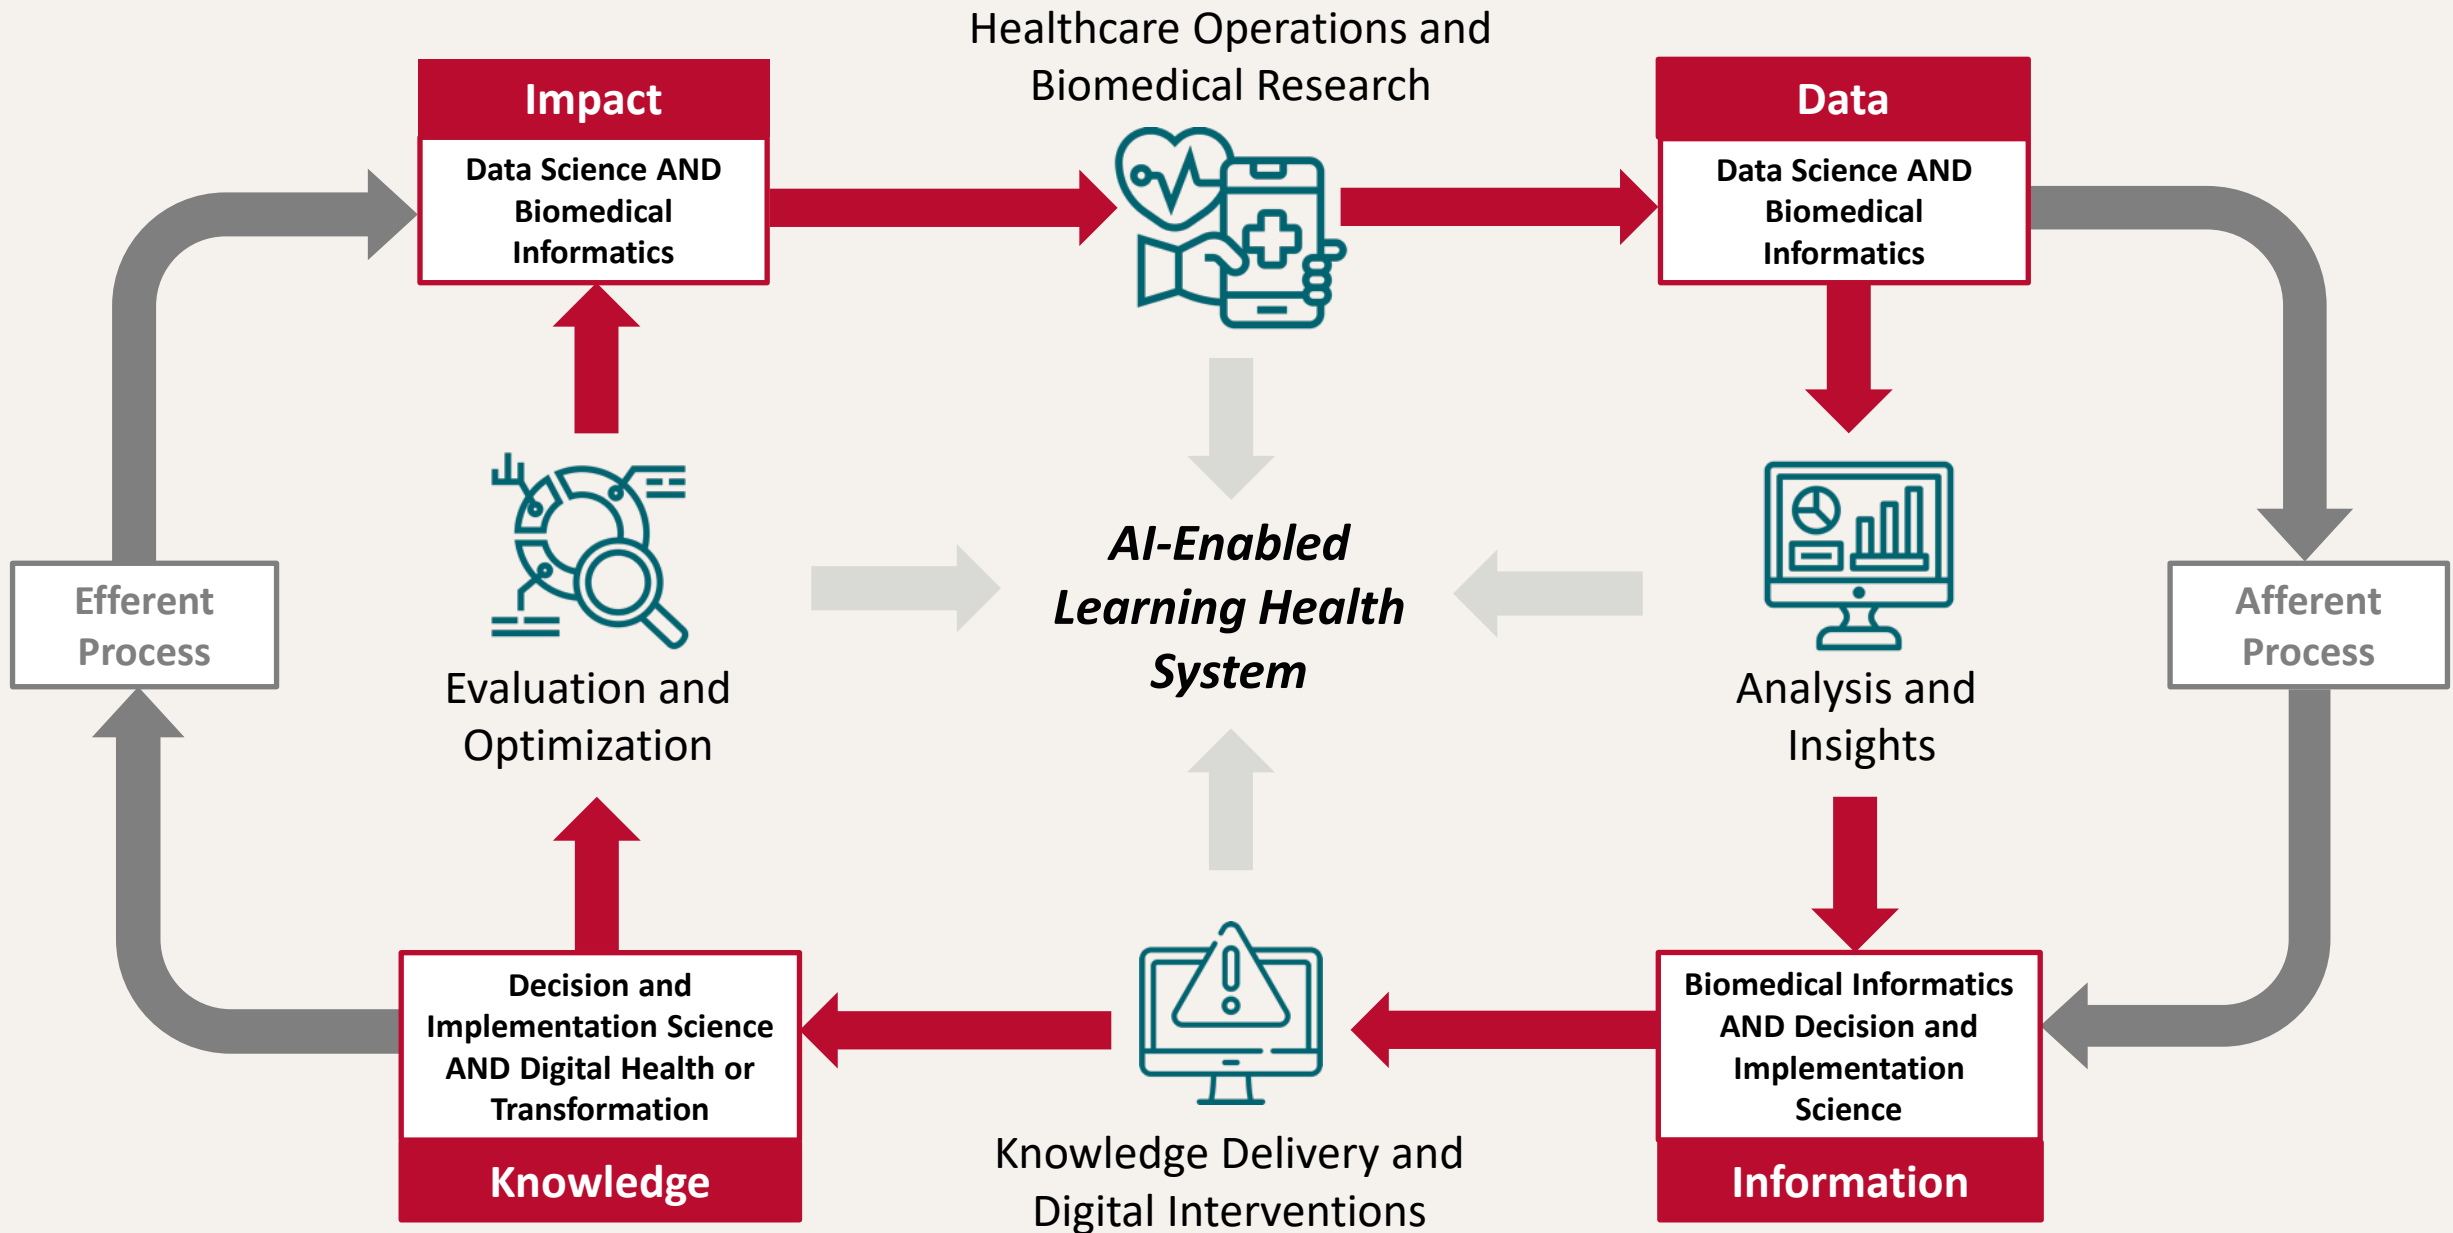 Healthcare Operations and
Biomedical Research
Impact
Data Science AND
Biomedical
Informatics
Data
Data Science AND
Biomedical
Informatics
Efferent
Process
Evaluation and
Optimization
AI-Enabled
Learning Health
System
Analysis and
Insights
Afferent
Process
Decision and
Implementation Science
AND Digital Health or
Transformation
Knowledge
Knowledge Delivery and
Digital Interventions
Biomedical Informatics
AND Decision and
Implementation
Science
Information